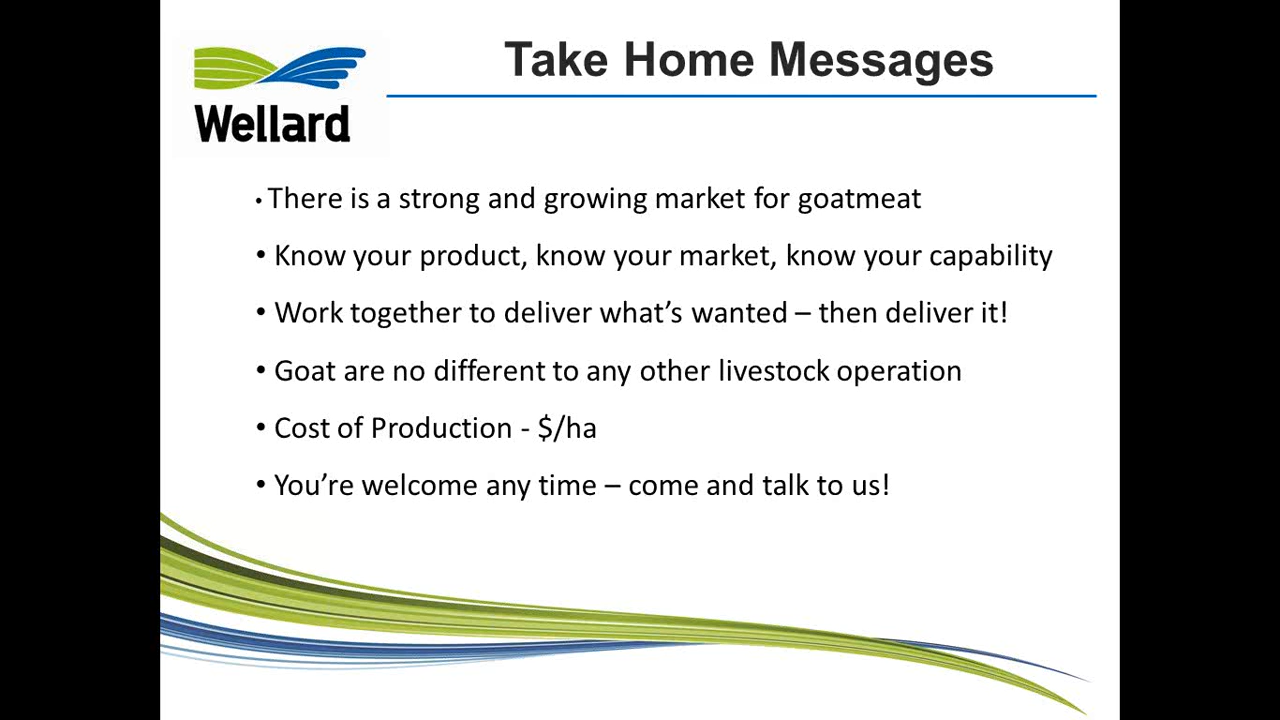 Wellard
Take Home Messages
• There is a strong and growing market for goatmeat
• Know your product, know your market, know your capability
• Work together to deliver what’s wanted – then deliver it!
• Goat are no different to any other livestock operation
• Cost of Production - $/ha
• You’re welcome any time – come and talk to us!